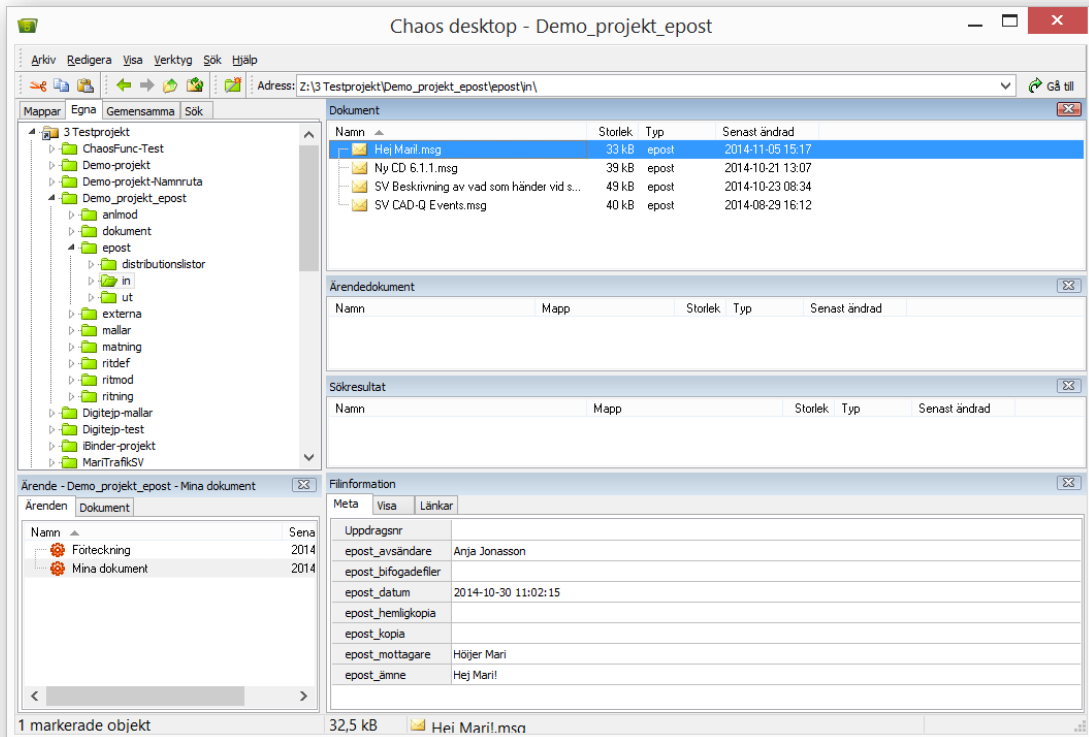 Chaos desktop - Demo_projekt_epost
Arkiv Redigera Visa Verktyg Sök Hjälp
Adress: Z:\3 Testprojekt\Demo_projekt_epost\epost\in\ Gå till
Mappar Egna Gemensamma Sök
3 Testprojekt
ChaosFunc-Test
Demo-projekt
Demo-projekt-Namnruta
Demo_projekt_epost
anlmod
dokument
epost
distributionslistor
in
ut
externa
mallar
matning
ritdef
ritmod
ritning
Digitejp-mallar
Digitejp-test
iBinder-projekt
MariTrafikSV
Dokument
Namn Storlek Typ Senast ändrad
Hej Mari!.msg 33 kB epost 2014-11-05 15:17
Ny CD 6.1.1.msg 39 kB epost 2014-10-21 13:07
SV Beskrivning av vad som händer vid s... 49 kB epost 2014-10-23 08:34
SV CAD-Q Events.msg 40 kB epost 2014-08-29 16:12
Ärendedokument
Namn Mapp Storlek Typ Senast ändrad
Sökresultat
Namn Mapp Storlek Typ Senast ändrad
Ärende - Demo_projekt_epost - Mina dokument
Ärenden Dokument
Namn Sena
Förteckning 2014
Mina dokument 2014
Filinformation
Meta Visa Länkar
Uppdragsnr
epost_avsändare Anja Jonasson
epost_bifogadefiler
epost_datum 2014-10-30 11:02:15
epost_hemligkopia
epost_kopia
epost_mottagare Höijer Mari
epost_ämne Hej Mari!
1 markerade objekt 32,5 kB Hej Mari!.msg